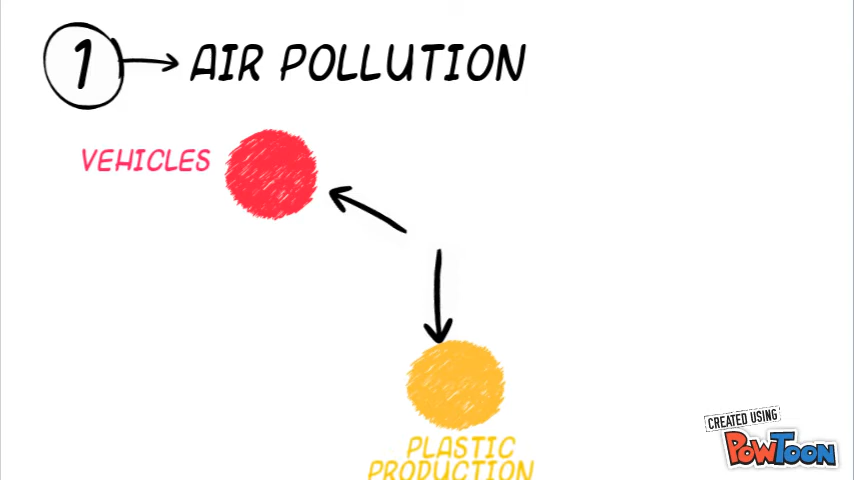 1 → AIR POLLUTION
VEHICLES
PLASTIC
PRODUCTION
CREATED USING
POWTOON